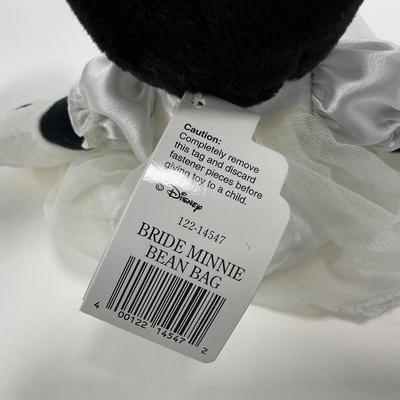 Caution:
Completely remove
this tag and discard
fastener pieces before
giving toy to a child.
© Disney
122-14547
BRIDE MINNIE
BEAN BAG
4 00122 14547 2